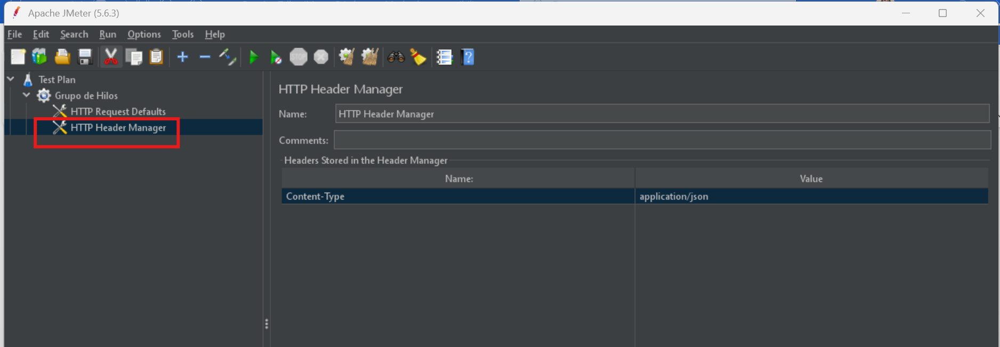 Apache JMeter (5.6.3)
File Edit Search Run Options Tools Help
STOP
Test Plan
Grupo de Hilos
HTTP Request Defaults
HTTP Header Manager
HTTP Header Manager
Name: HTTP Header Manager
Comments:
Headers Stored in the Header Manager
Name: Value
Content-Type application/json